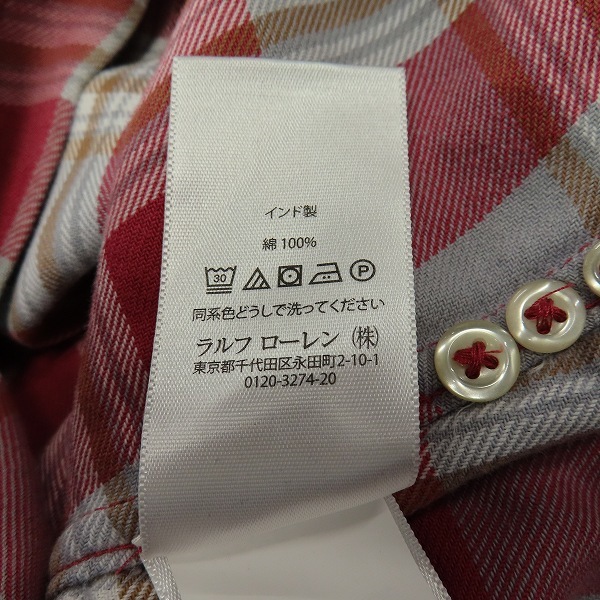 インド製
綿 100%
30 P
同系色どうしで洗ってください
ラルフ ローレン (株)
東京都千代田区永田町2-10-1
0120-3274-20